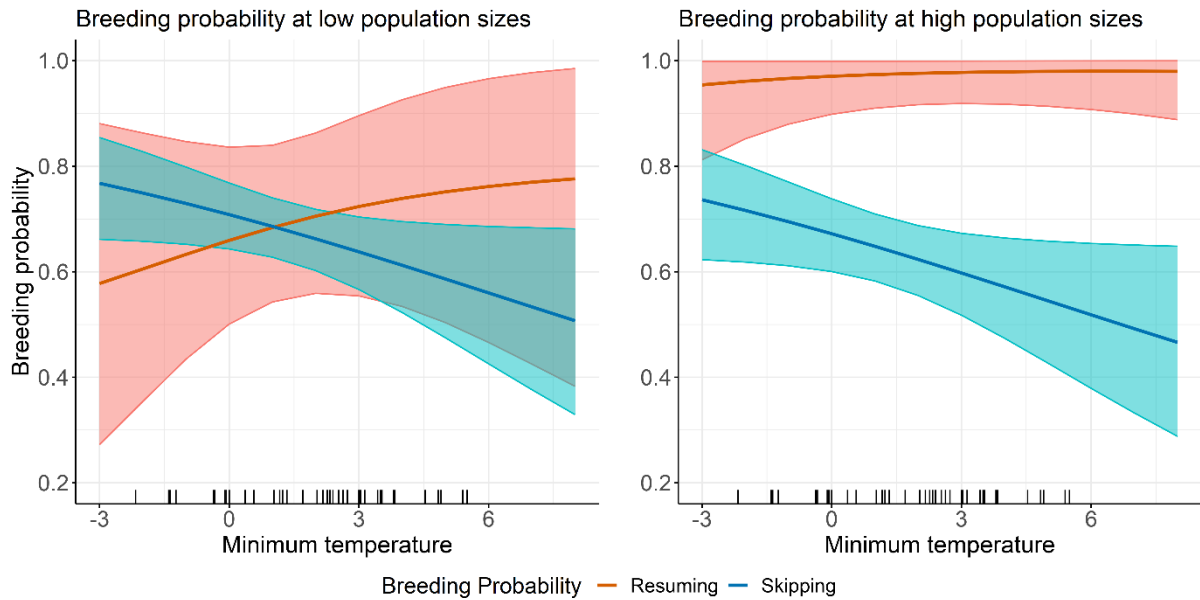 Breeding probability at low population sizes
Breeding probability at high population sizes
Breeding probability
1.0
0.8
0.6
0.4
0.2
-3 0 3 6
Minimum temperature
1.0
0.8
0.6
0.4
0.2
-3 0 3 6
Minimum temperature
Breeding Probability Resuming Skipping